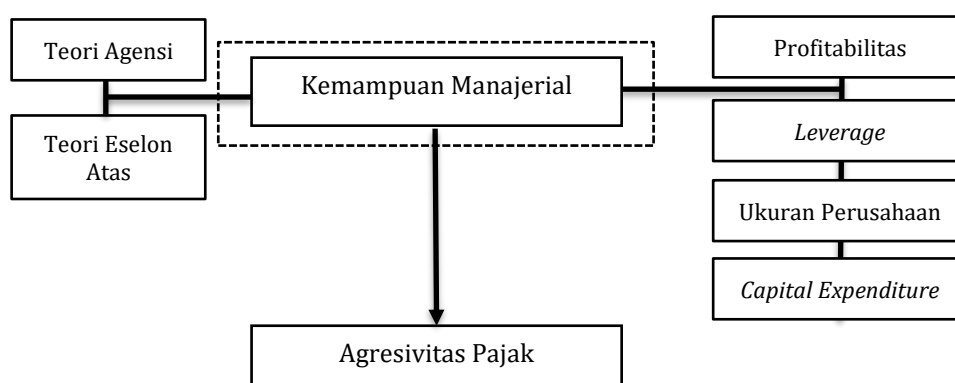 Teori Agensi
Teori Eselon
Atas
Kemampuan Manajerial
Agresivitas Pajak
Profitabilitas
Leverage
Ukuran Perusahaan
Capital Expenditure